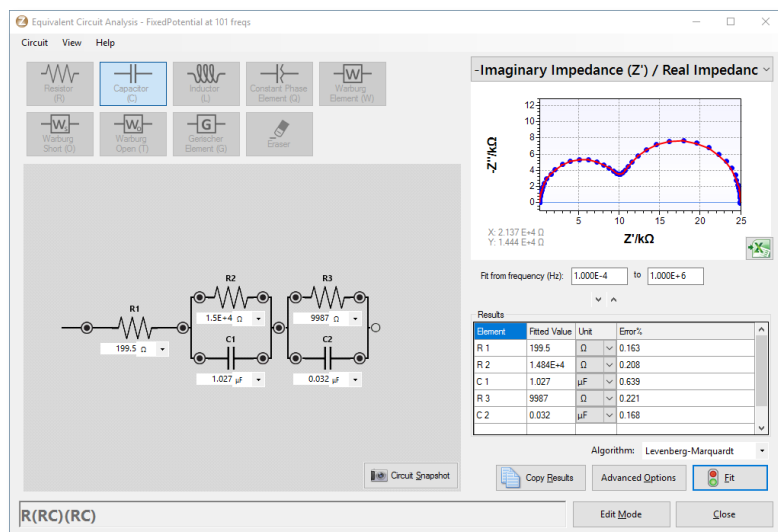 Equivalent Circuit Analysis - FixedPotential at 101 freqs
Circuit View Help
Resistor (R)
Capacitor (C)
Inductor (L)
Constant Phase Element (Q)
W
Warburg Element (W)
Ws
Warburg Short (O)
Wo
Warburg Open (T)
G
Gerischer Element (G)
Eraser
R1
199.5 Ω
R2
1.5E+4 Ω
C1
1.027 µF
R3
9987 Ω
C2
0.032 µF
Circuit Snapshot
-Imaginary Impedance (Z') / Real Impedanc
-Z''/kΩ
12
10
8
6
4
2
0
5 10 15 20 25
Z'/kΩ
X: 2.137 E+4 Ω
Y: 1.444 E+4 Ω
Fit from frequency (Hz): 1.000E-4 to 1.000E+6
Results
Element Fitted Value Unit Error%
R 1 199.5 Ω 0.163
R 2 1.484E+4 Ω 0.208
C 1 1.027 µF 0.639
R 3 9987 Ω 0.221
C 2 0.032 µF 0.168
Algorithm: Levenberg-Marquardt
Copy Results Advanced Options Fit
R(RC)(RC)
Edit Mode Close